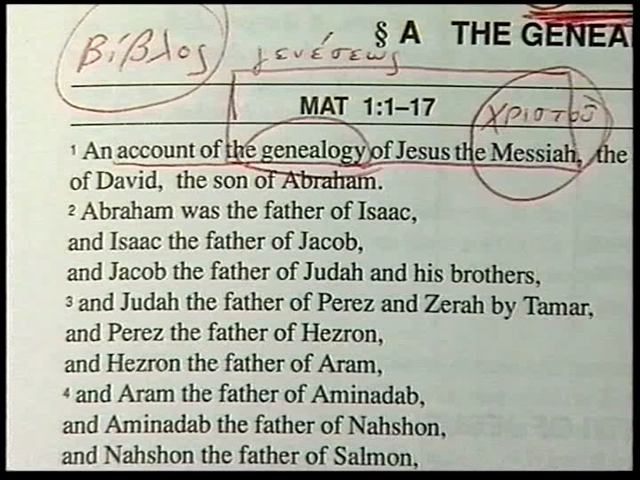 § A THE GENEA
Βίβλος γενέσεως
MAT 1:1–17
χριστοῦ
1 An account of the genealogy of Jesus the Messiah, the
of David, the son of Abraham.
2 Abraham was the father of Isaac,
and Isaac the father of Jacob,
and Jacob the father of Judah and his brothers,
3 and Judah the father of Perez and Zerah by Tamar,
and Perez the father of Hezron,
and Hezron the father of Aram,
4 and Aram the father of Aminadab,
and Aminadab the father of Nahshon,
and Nahshon the father of Salmon,